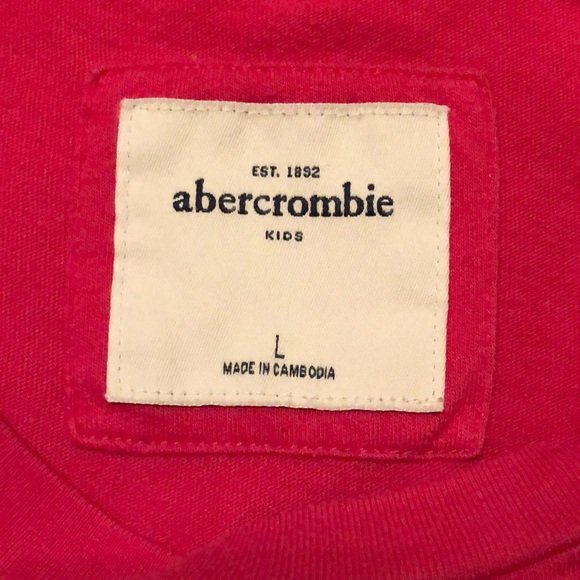 EST. 1892
abercrombie
KIDS
L
MADE IN CAMBODIA